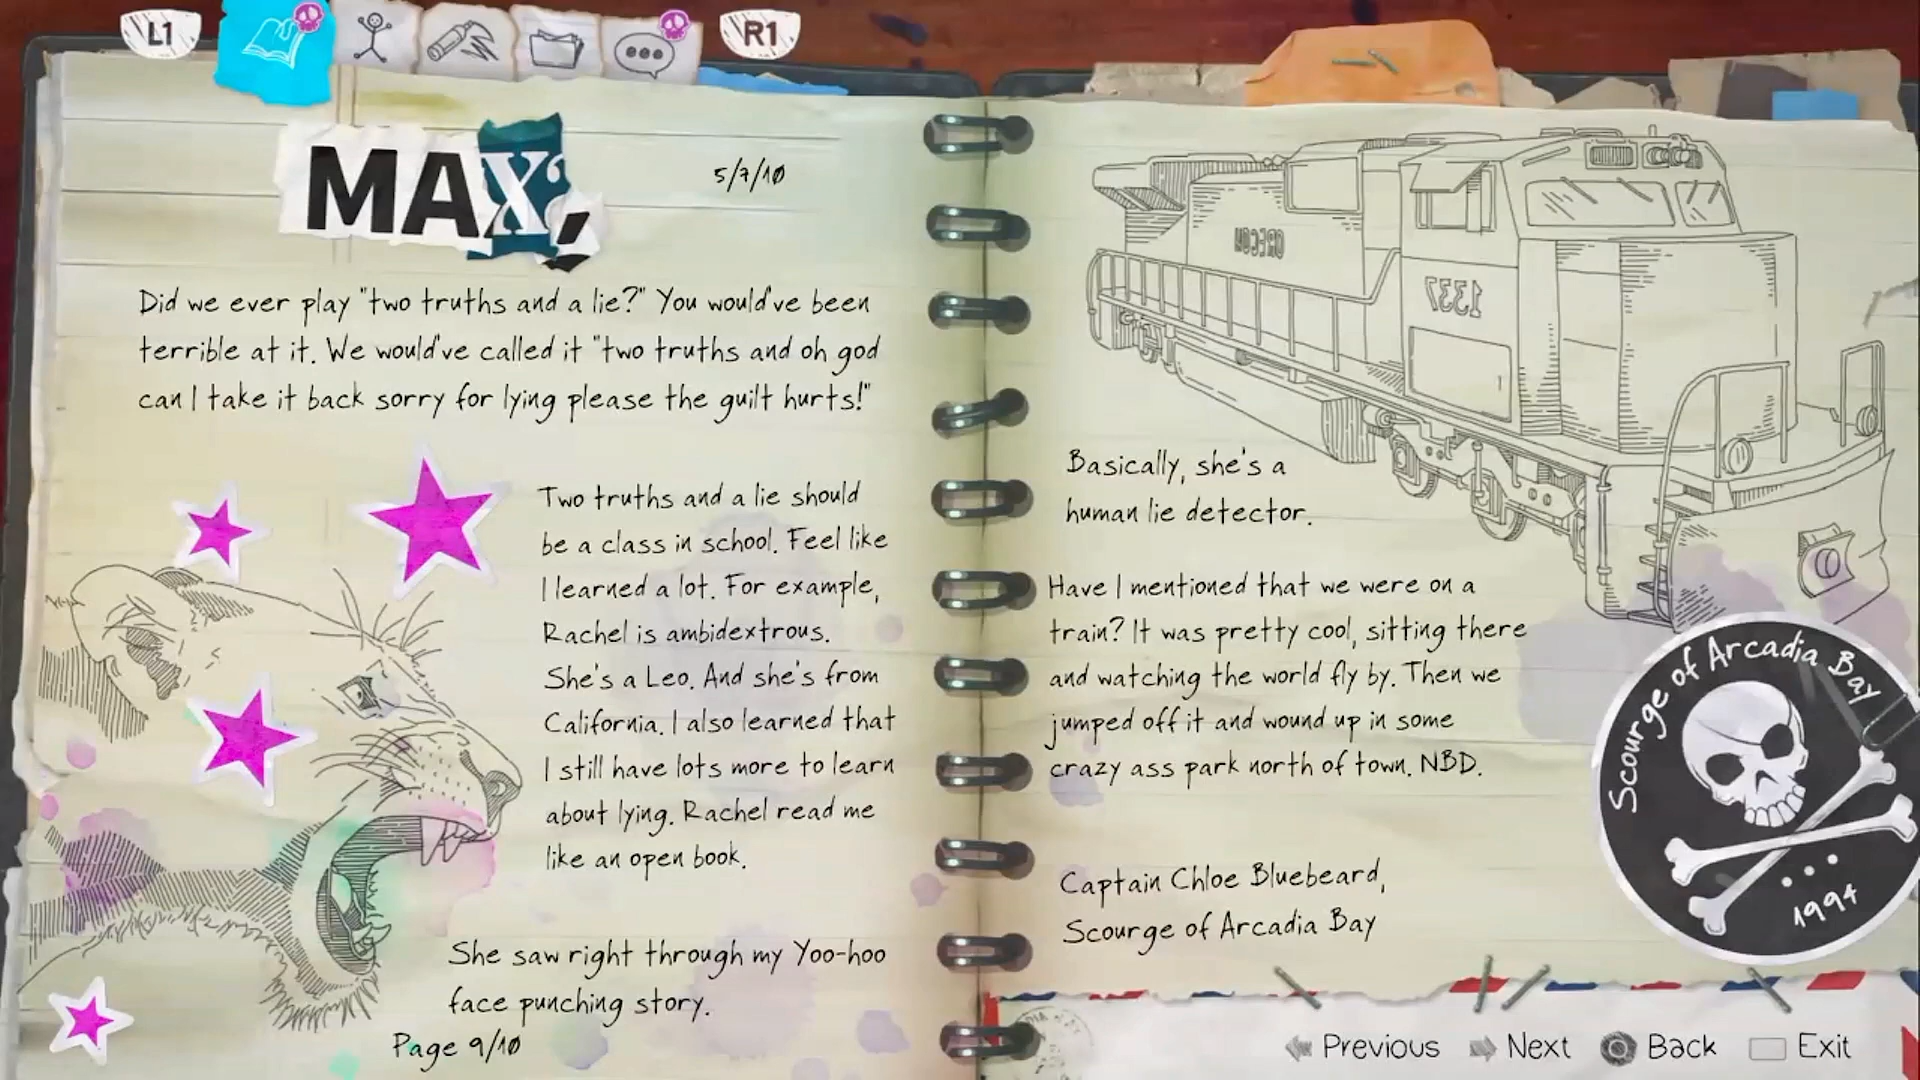 L1
R1
MAX,
5/7/10
Did we ever play "two truths and a lie?" You would've been
terrible at it. We would've called it "two truths and oh god
can I take it back sorry for lying please the guilt hurts!"
Two truths and a lie should
be a class in school. Feel like
I learned a lot. For example,
Rachel is ambidextrous.
She's a Leo. And she's from
California. I also learned that
I still have lots more to learn
about lying. Rachel read me
like an open book.
She saw right through my Yoo-hoo
face punching story.
Page 9/10
OREGON
1337
Basically, she's a
human lie detector.
Have I mentioned that we were on a
train? It was pretty cool, sitting there
and watching the world fly by. Then we
jumped off it and wound up in some
crazy ass park north of town. NBD.
Captain Chloe Bluebeard,
Scourge of Arcadia Bay
Scourge of Arcadia Bay
1994
Previous
Next
Back
Exit